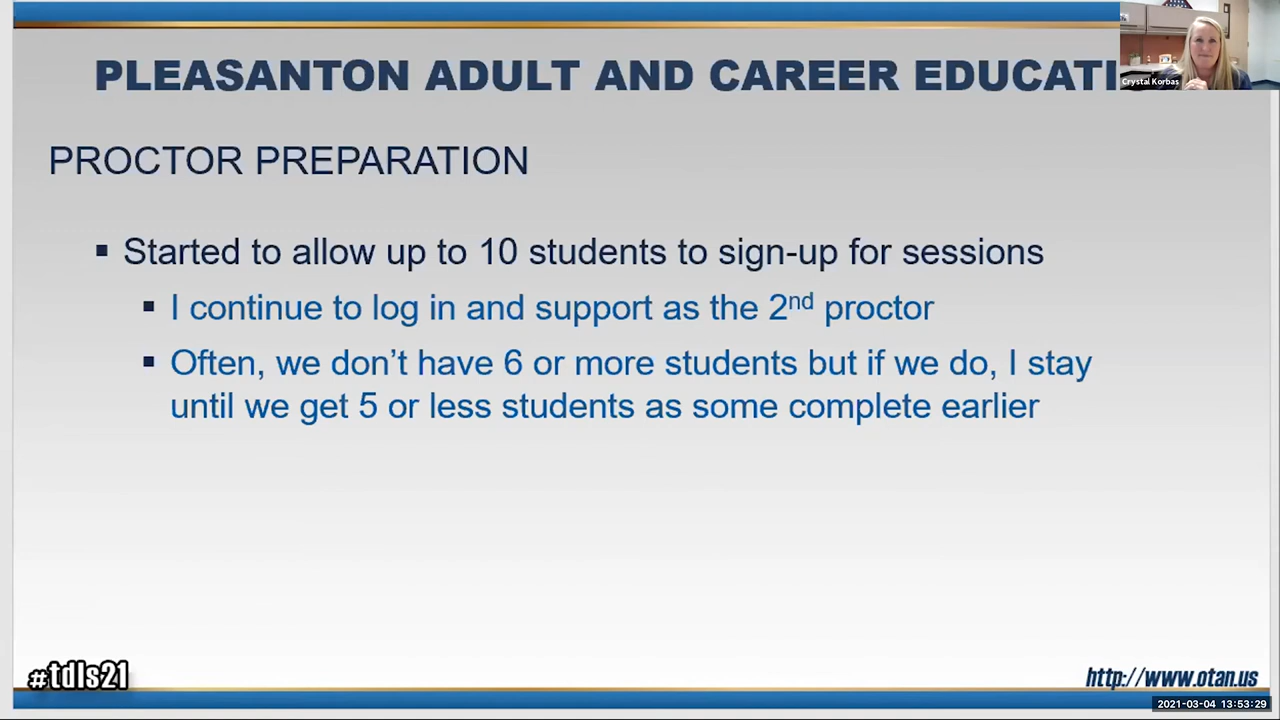 PLEASANTON ADULT AND CAREER EDUCATI
Crystal Korbas
PROCTOR PREPARATION
▪ Started to allow up to 10 students to sign-up for sessions
▪ I continue to log in and support as the 2nd proctor
▪ Often, we don’t have 6 or more students but if we do, I stay
until we get 5 or less students as some complete earlier
#tdls21
http://www.otan.us
2021-03-04 13:53:29